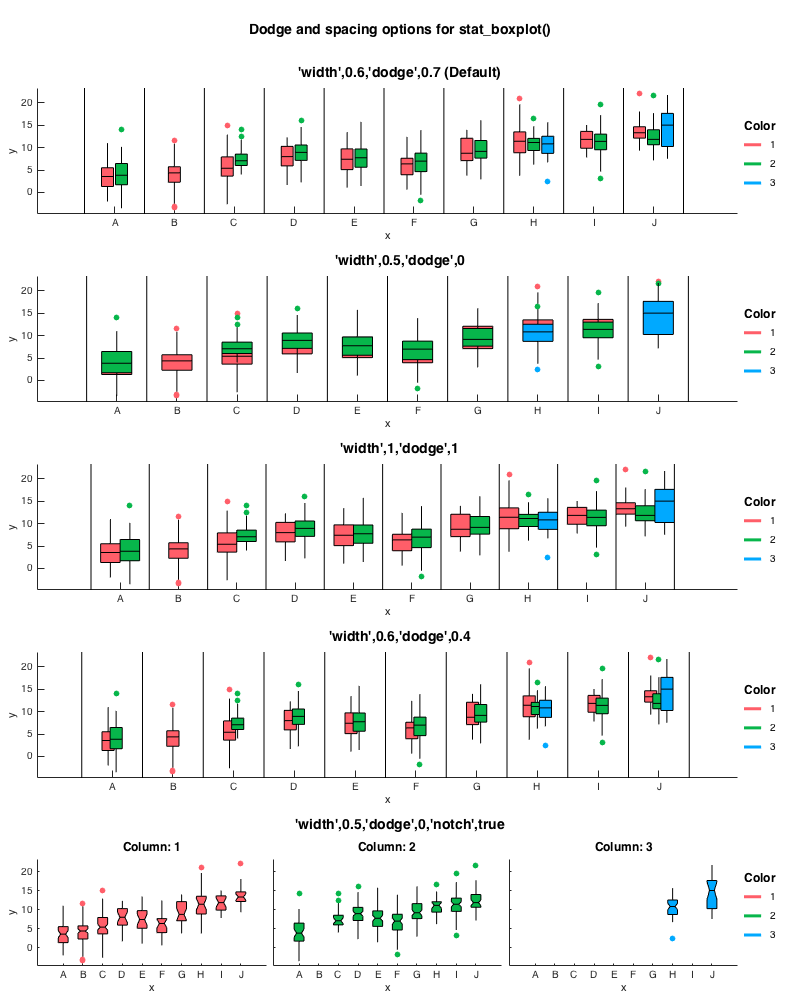 Dodge and spacing options for stat_boxplot()
'width',0.6,'dodge',0.7 (Default)
20
15
10
5
0
y
A B C D E F G H I J
x
Color
1
2
3
'width',0.5,'dodge',0
20
15
10
5
0
y
A B C D E F G H I J
x
Color
1
2
3
'width',1,'dodge',1
20
15
10
5
0
y
A B C D E F G H I J
x
Color
1
2
3
'width',0.6,'dodge',0.4
20
15
10
5
0
y
A B C D E F G H I J
x
Color
1
2
3
'width',0.5,'dodge',0,'notch',true
Column: 1 Column: 2 Column: 3
20
15
10
5
0
y
A B C D E F G H I J A B C D E F G H I J A B C D E F G H I J
x x x
Color
1
2
3